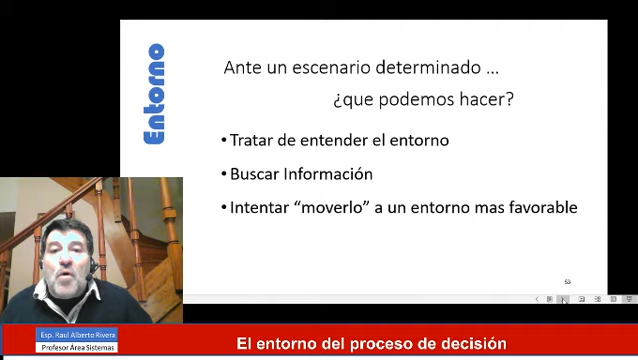 Entorno
Ante un escenario determinado ...
¿que podemos hacer?
• Tratar de entender el entorno
• Buscar Información
• Intentar “moverlo” a un entorno mas favorable
53
Esp. Raul Alberto Rivera
Profesor Área Sistemas
El entorno del proceso de decisión